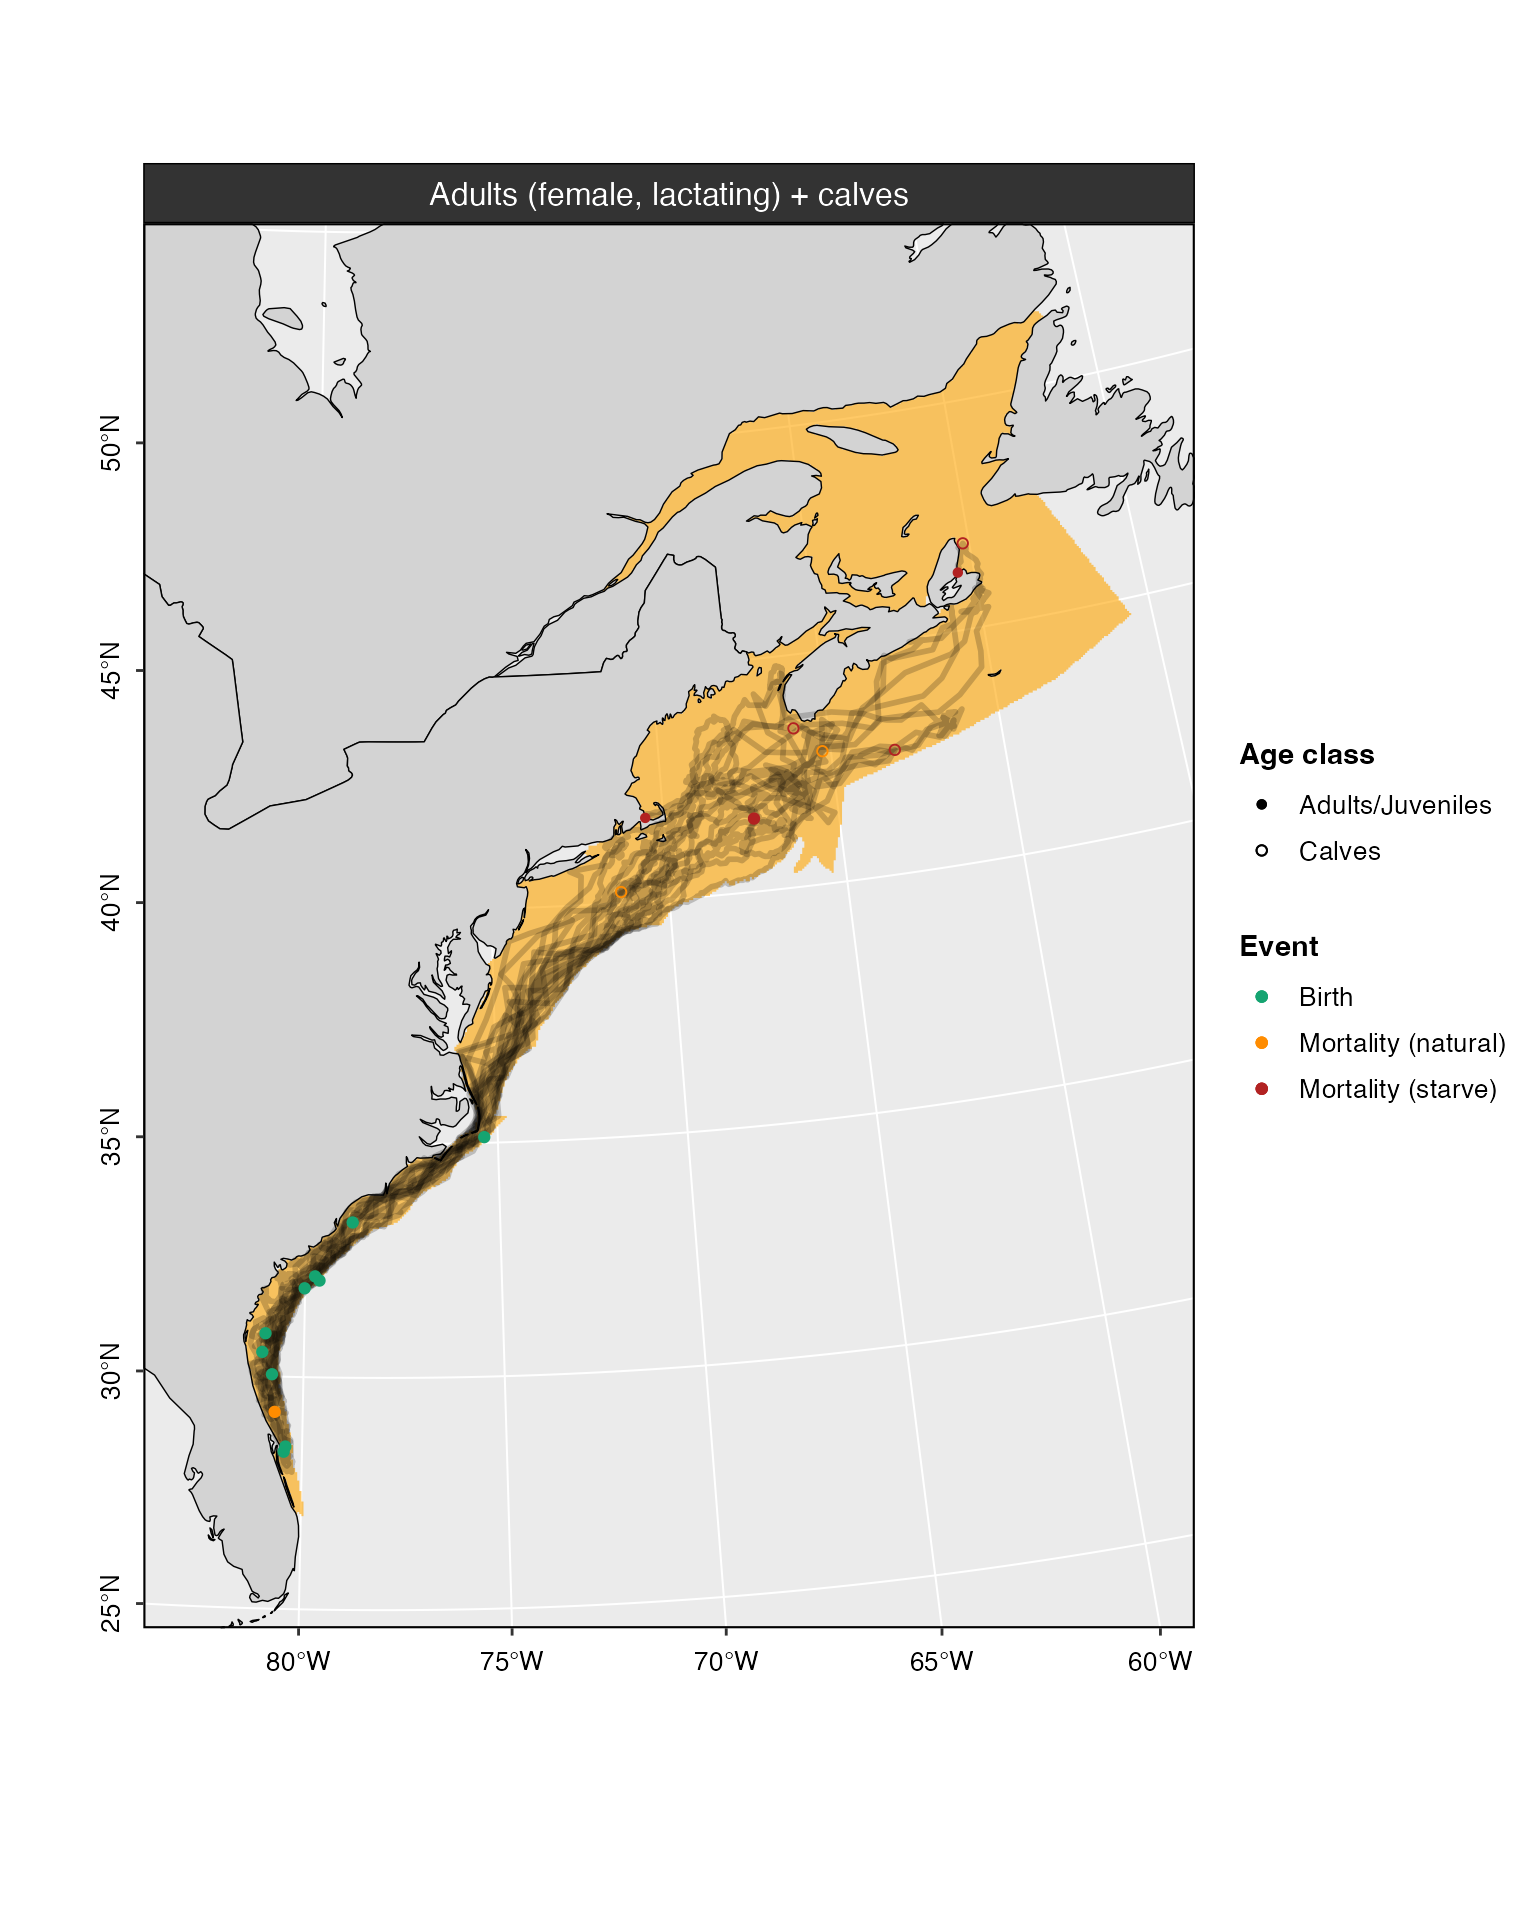 Adults (female, lactating) + calves
50°N
45°N
40°N
35°N
30°N
25°N
80°W
75°W
70°W
65°W
60°W
Age class
Adults/Juveniles
Calves
Event
Birth
Mortality (natural)
Mortality (starve)